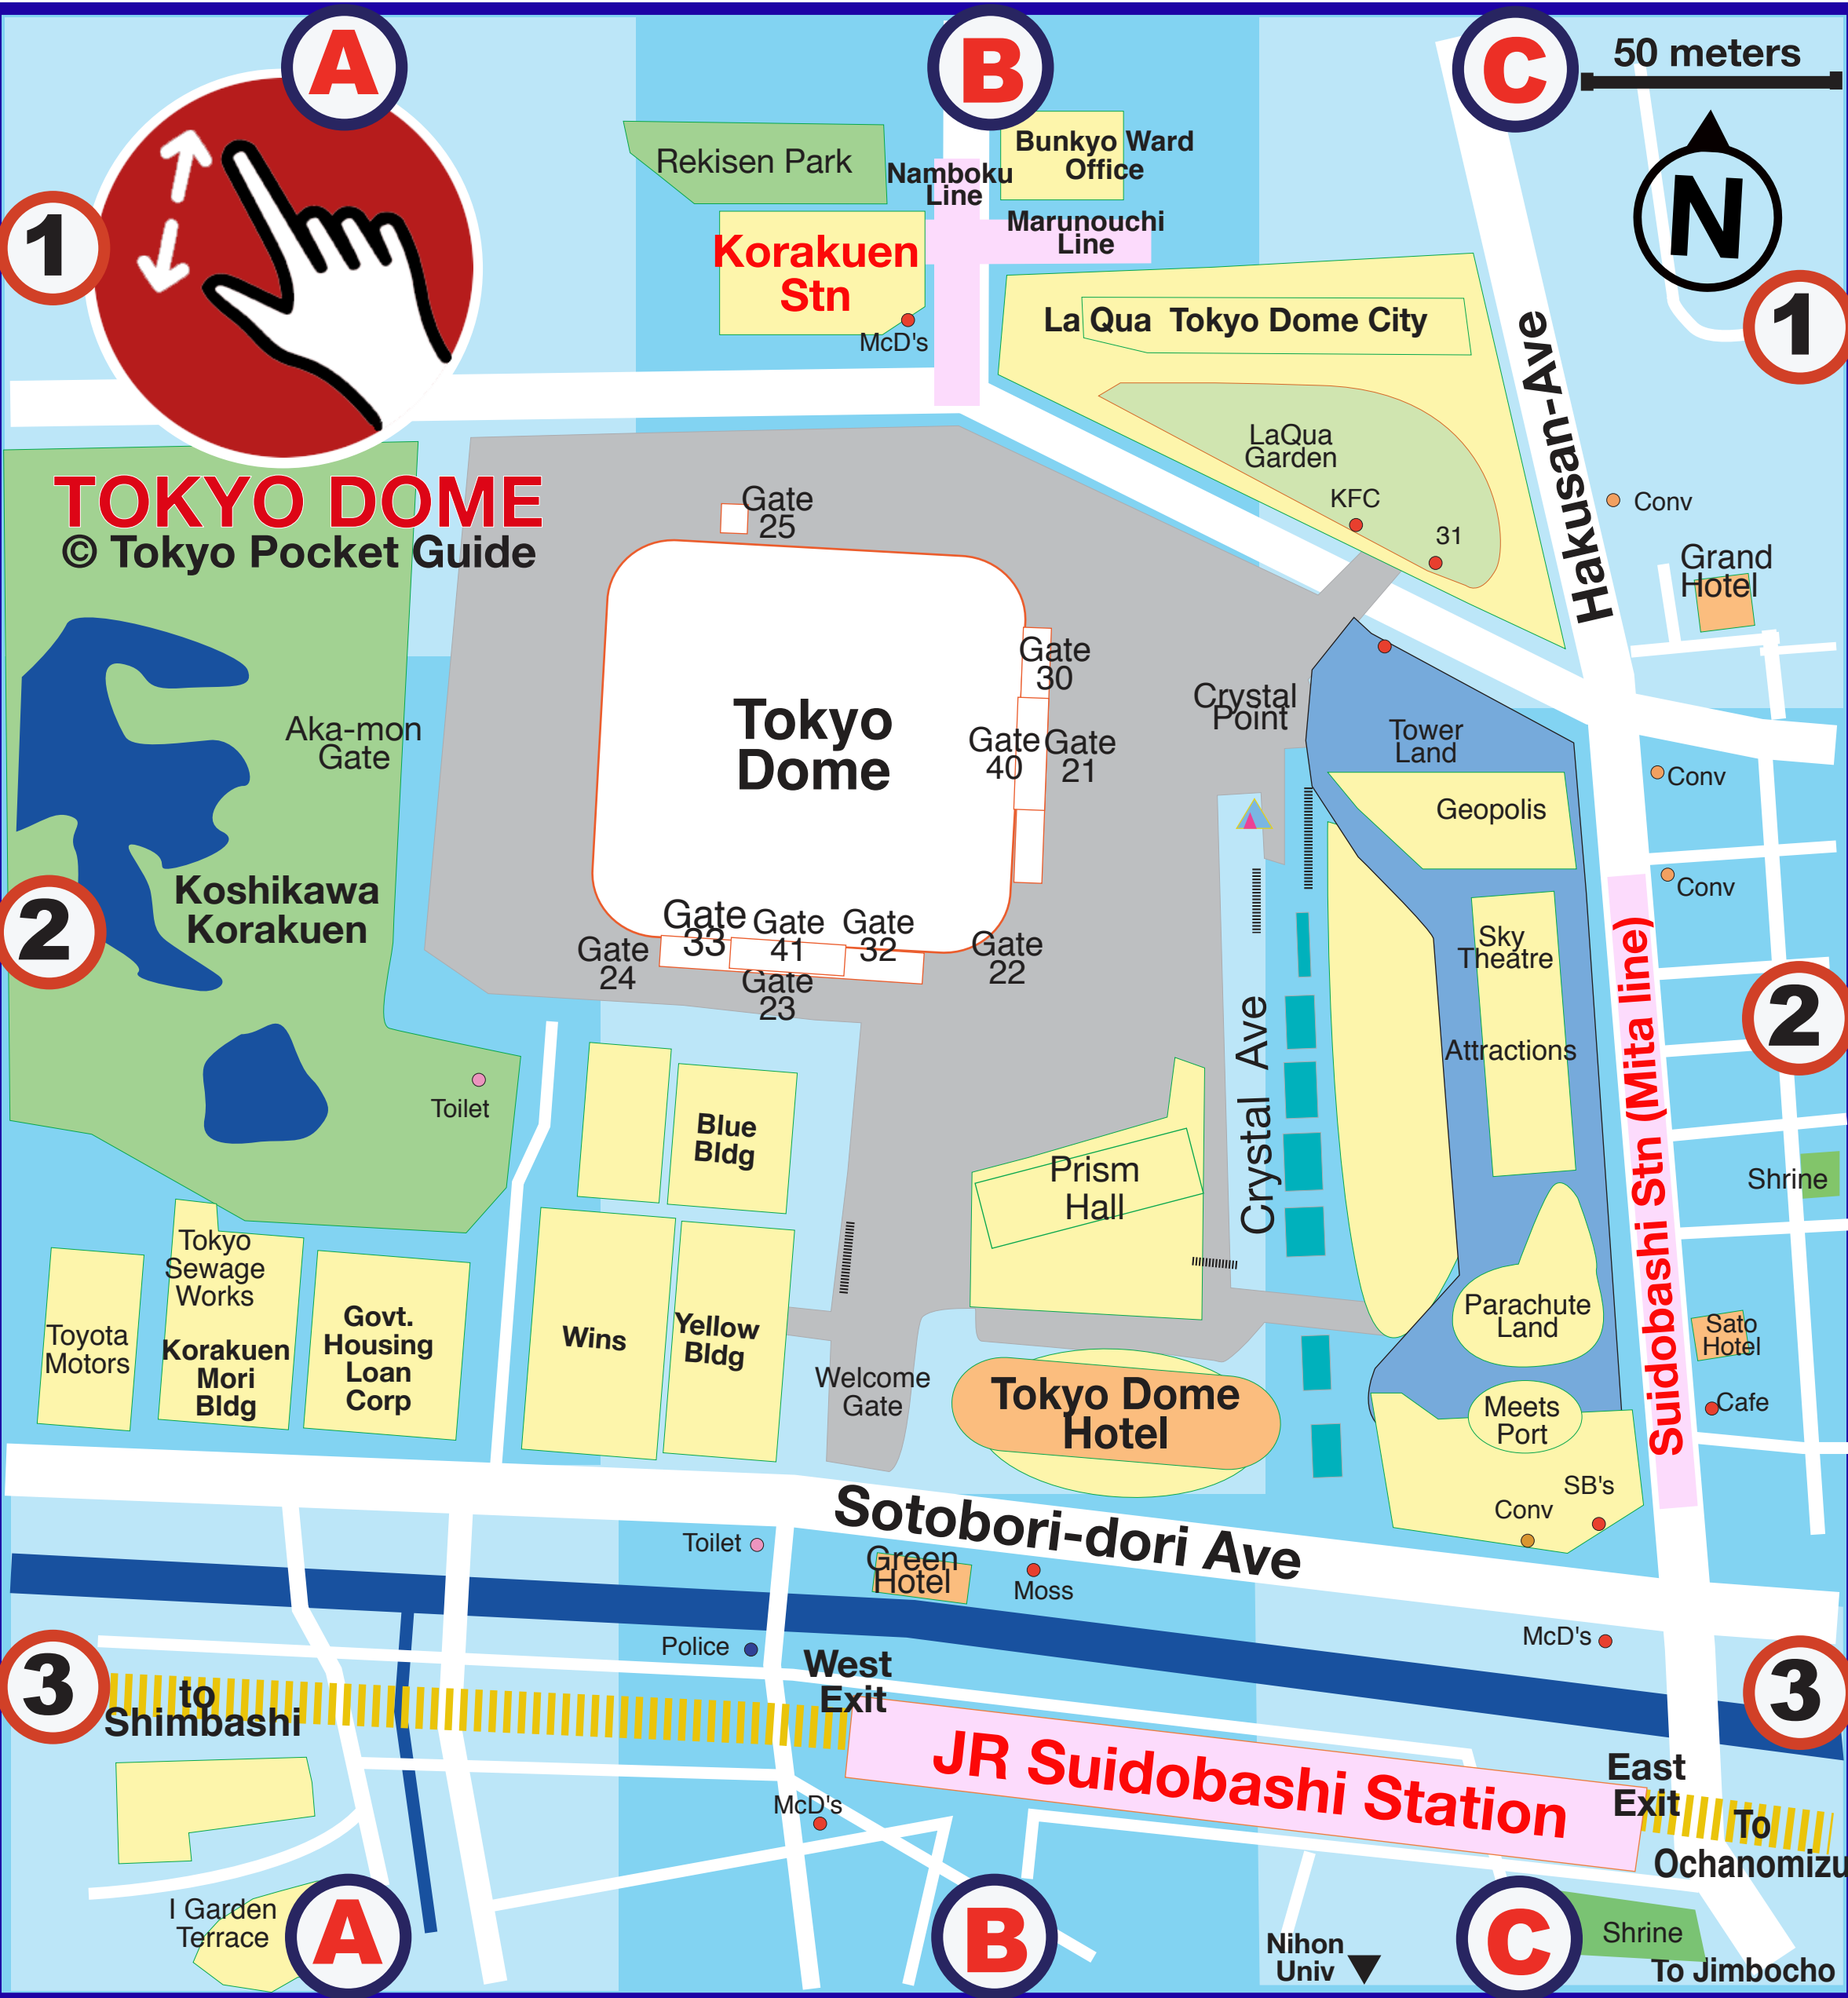 A
B
C
50 meters
N
1
1
Rekisen Park
Namboku
Line
Bunkyo Ward
Office
Marunouchi
Line
Korakuen
Stn
McD's
La Qua Tokyo Dome City
LaQua
Garden
KFC
31
Hakusan-Ave
Conv
Grand
Hotel
TOKYO DOME
© Tokyo Pocket Guide
Gate
25
Gate
30
Tokyo
Dome
Gate
40
Gate
21
Crystal
Point
Tower
Land
Geopolis
Conv
Conv
Aka-mon
Gate
Koshikawa
Korakuen
2
2
Gate
33
Gate
41
Gate
32
Gate
24
Gate
23
Gate
22
Sky
Theatre
Attractions
Crystal Ave
Suidobashi Stn (Mita line)
Toilet
Blue
Bldg
Prism
Hall
Shrine
Tokyo
Sewage
Works
Toyota
Motors
Korakuen
Mori
Bldg
Govt.
Housing
Loan
Corp
Wins
Yellow
Bldg
Welcome
Gate
Tokyo Dome
Hotel
Parachute
Land
Meets
Port
Sato
Hotel
Cafe
SB's
Conv
Sotobori-dori Ave
Toilet
Green
Hotel
Moss
McD's
Police
West
Exit
3
3
to
Shimbashi
JR Suidobashi Station
East
Exit
To
Ochanomizu
McD's
I Garden
Terrace
A
B
C
Nihon
Univ
Shrine
To Jimbocho